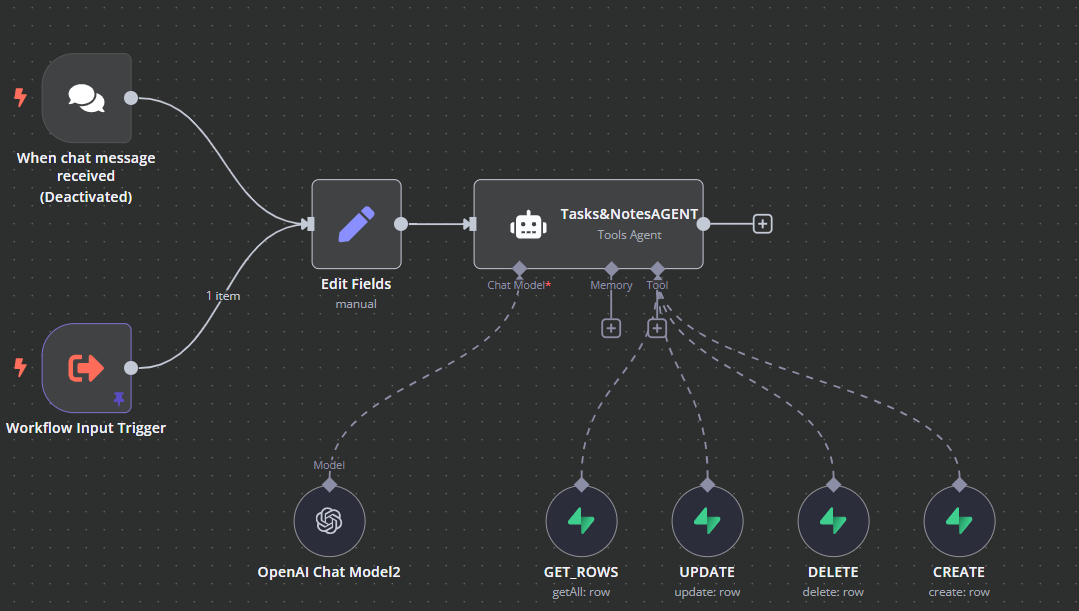 When chat message
received
(Deactivated)
1 item
Workflow Input Trigger
Edit Fields
manual
Tasks&NotesAGENT
Tools Agent
Chat Model*
Memory
Tool
Model
OpenAI Chat Model2
GET_ROWS
getAll: row
UPDATE
update: row
DELETE
delete: row
CREATE
create: row